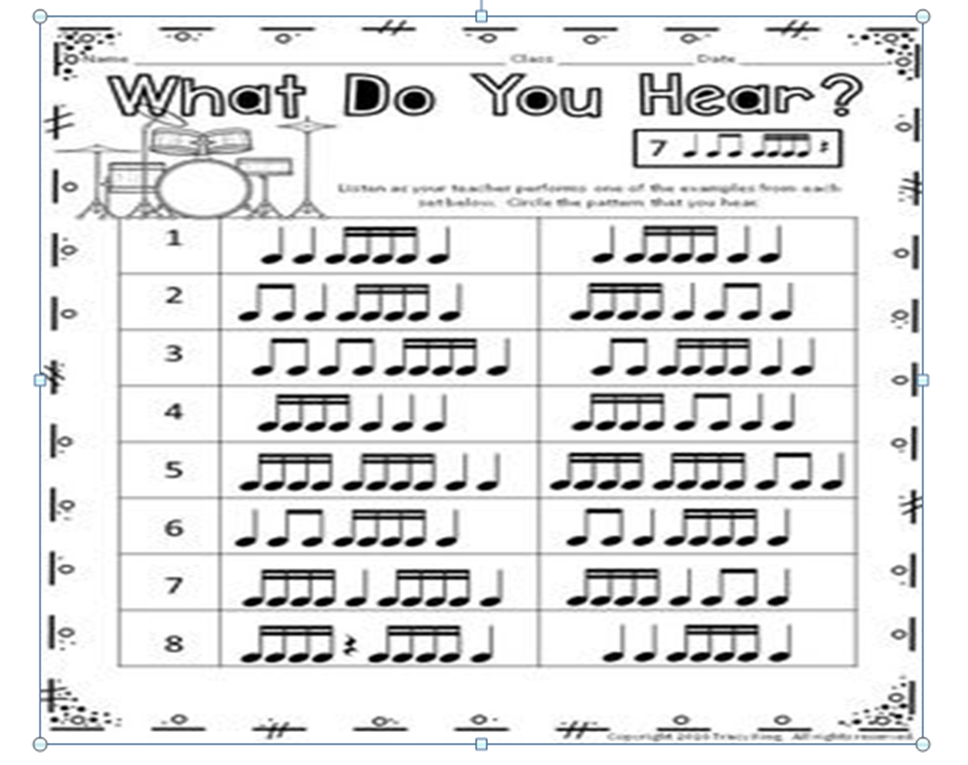 Name Class Date
What Do You Hear?
7
Listen as your teacher performs one of the examples from each
set below. Circle the pattern that you hear.
1
2
3
4
5
6
7
8
Copyright 2010 Tracy King All rights reserved